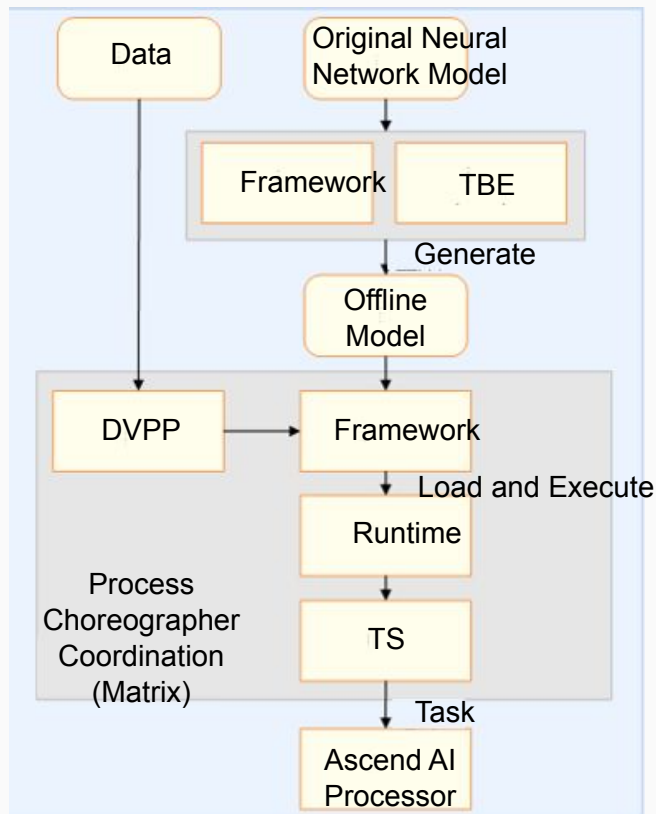 Data
Original Neural
Network Model
Framework
TBE
Generate
Offline
Model
DVPP
Framework
Load and Execute
Runtime
Process
Choreographer
Coordination
(Matrix)
TS
Task
Ascend AI
Processor